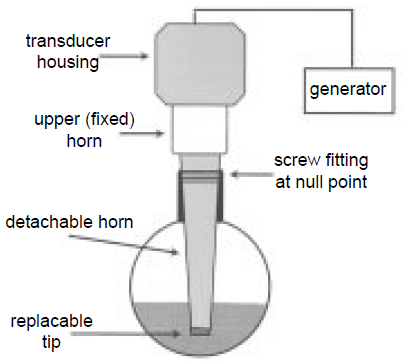 transducer
housing
generator
upper (fixed)
horn
screw fitting
at null point
detachable horn
replacable
tip